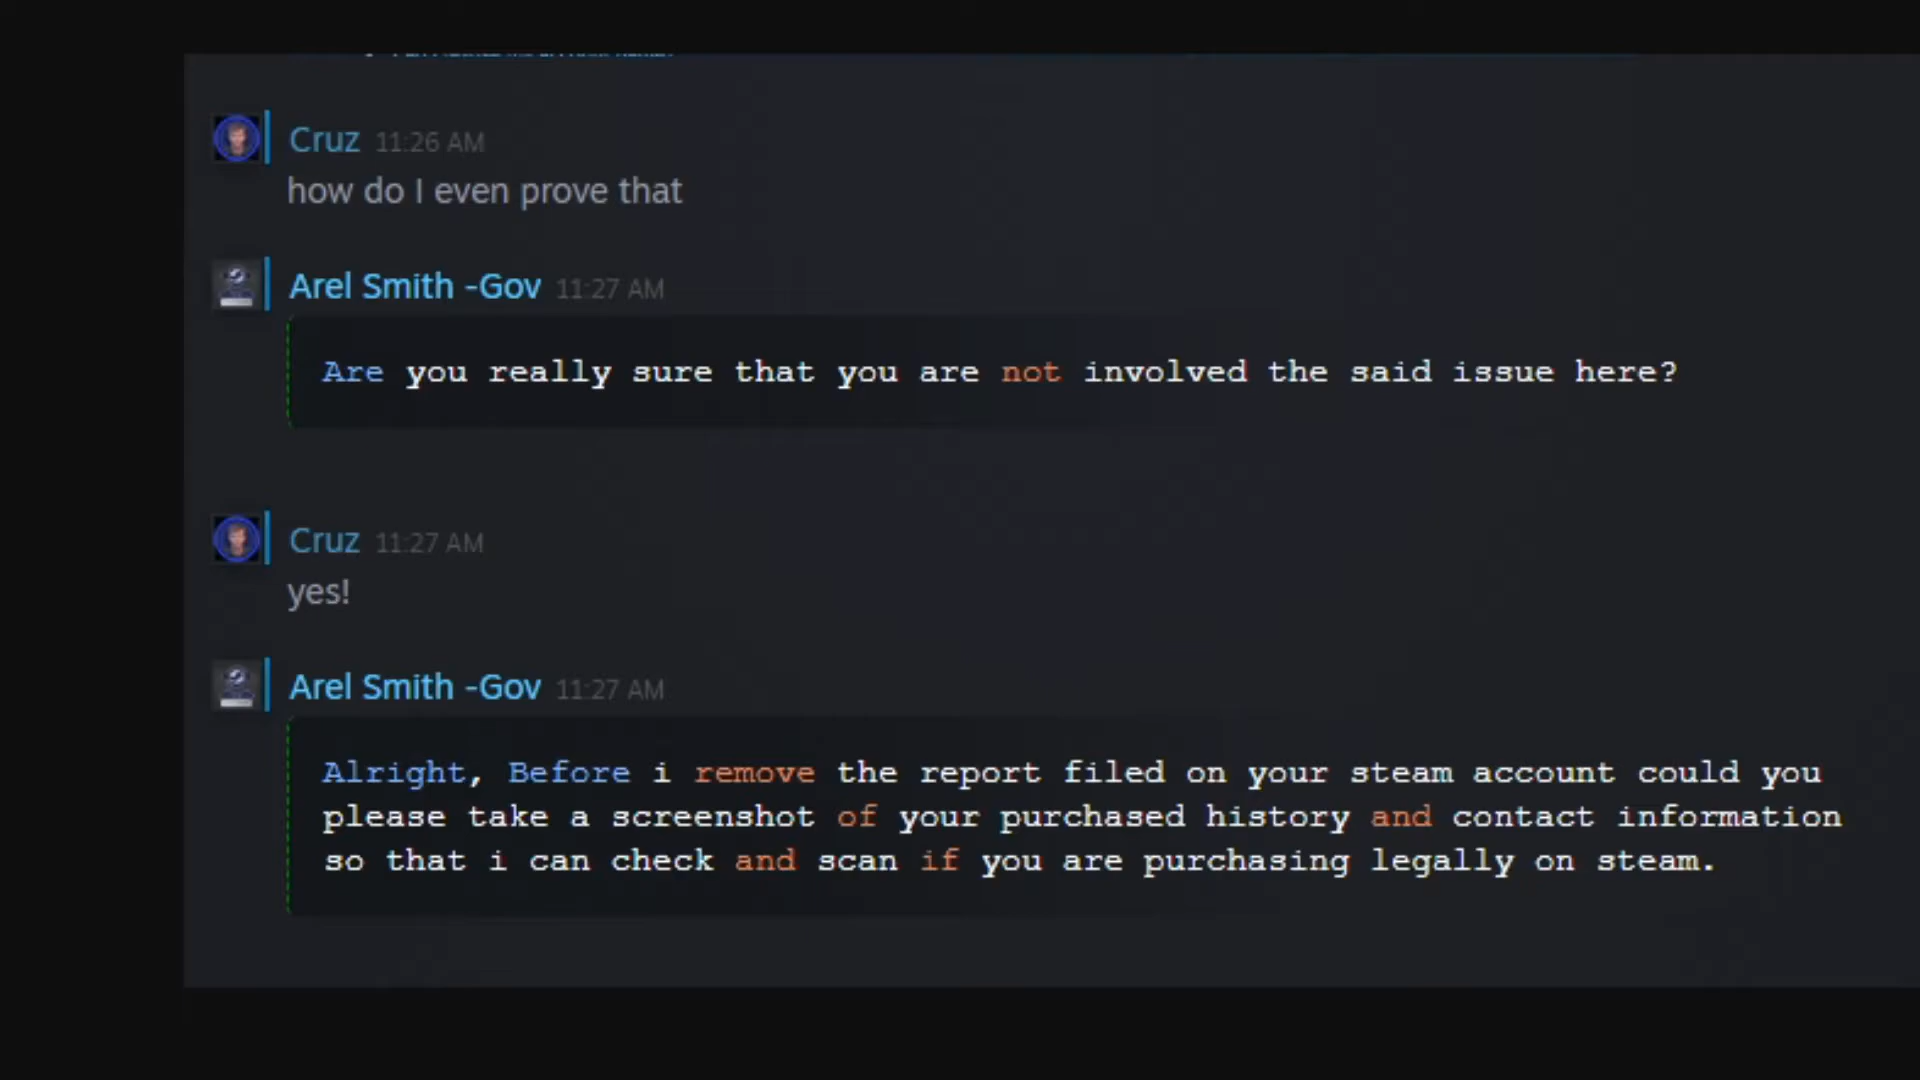 Cruz 11:26 AM
how do I even prove that
Arel Smith -Gov 11:27 AM
Are you really sure that you are not involved the said issue here?
Cruz 11:27 AM
yes!
Arel Smith -Gov 11:27 AM
Alright, Before i remove the report filed on your steam account could you
please take a screenshot of your purchased history and contact information
so that i can check and scan if you are purchasing legally on steam.